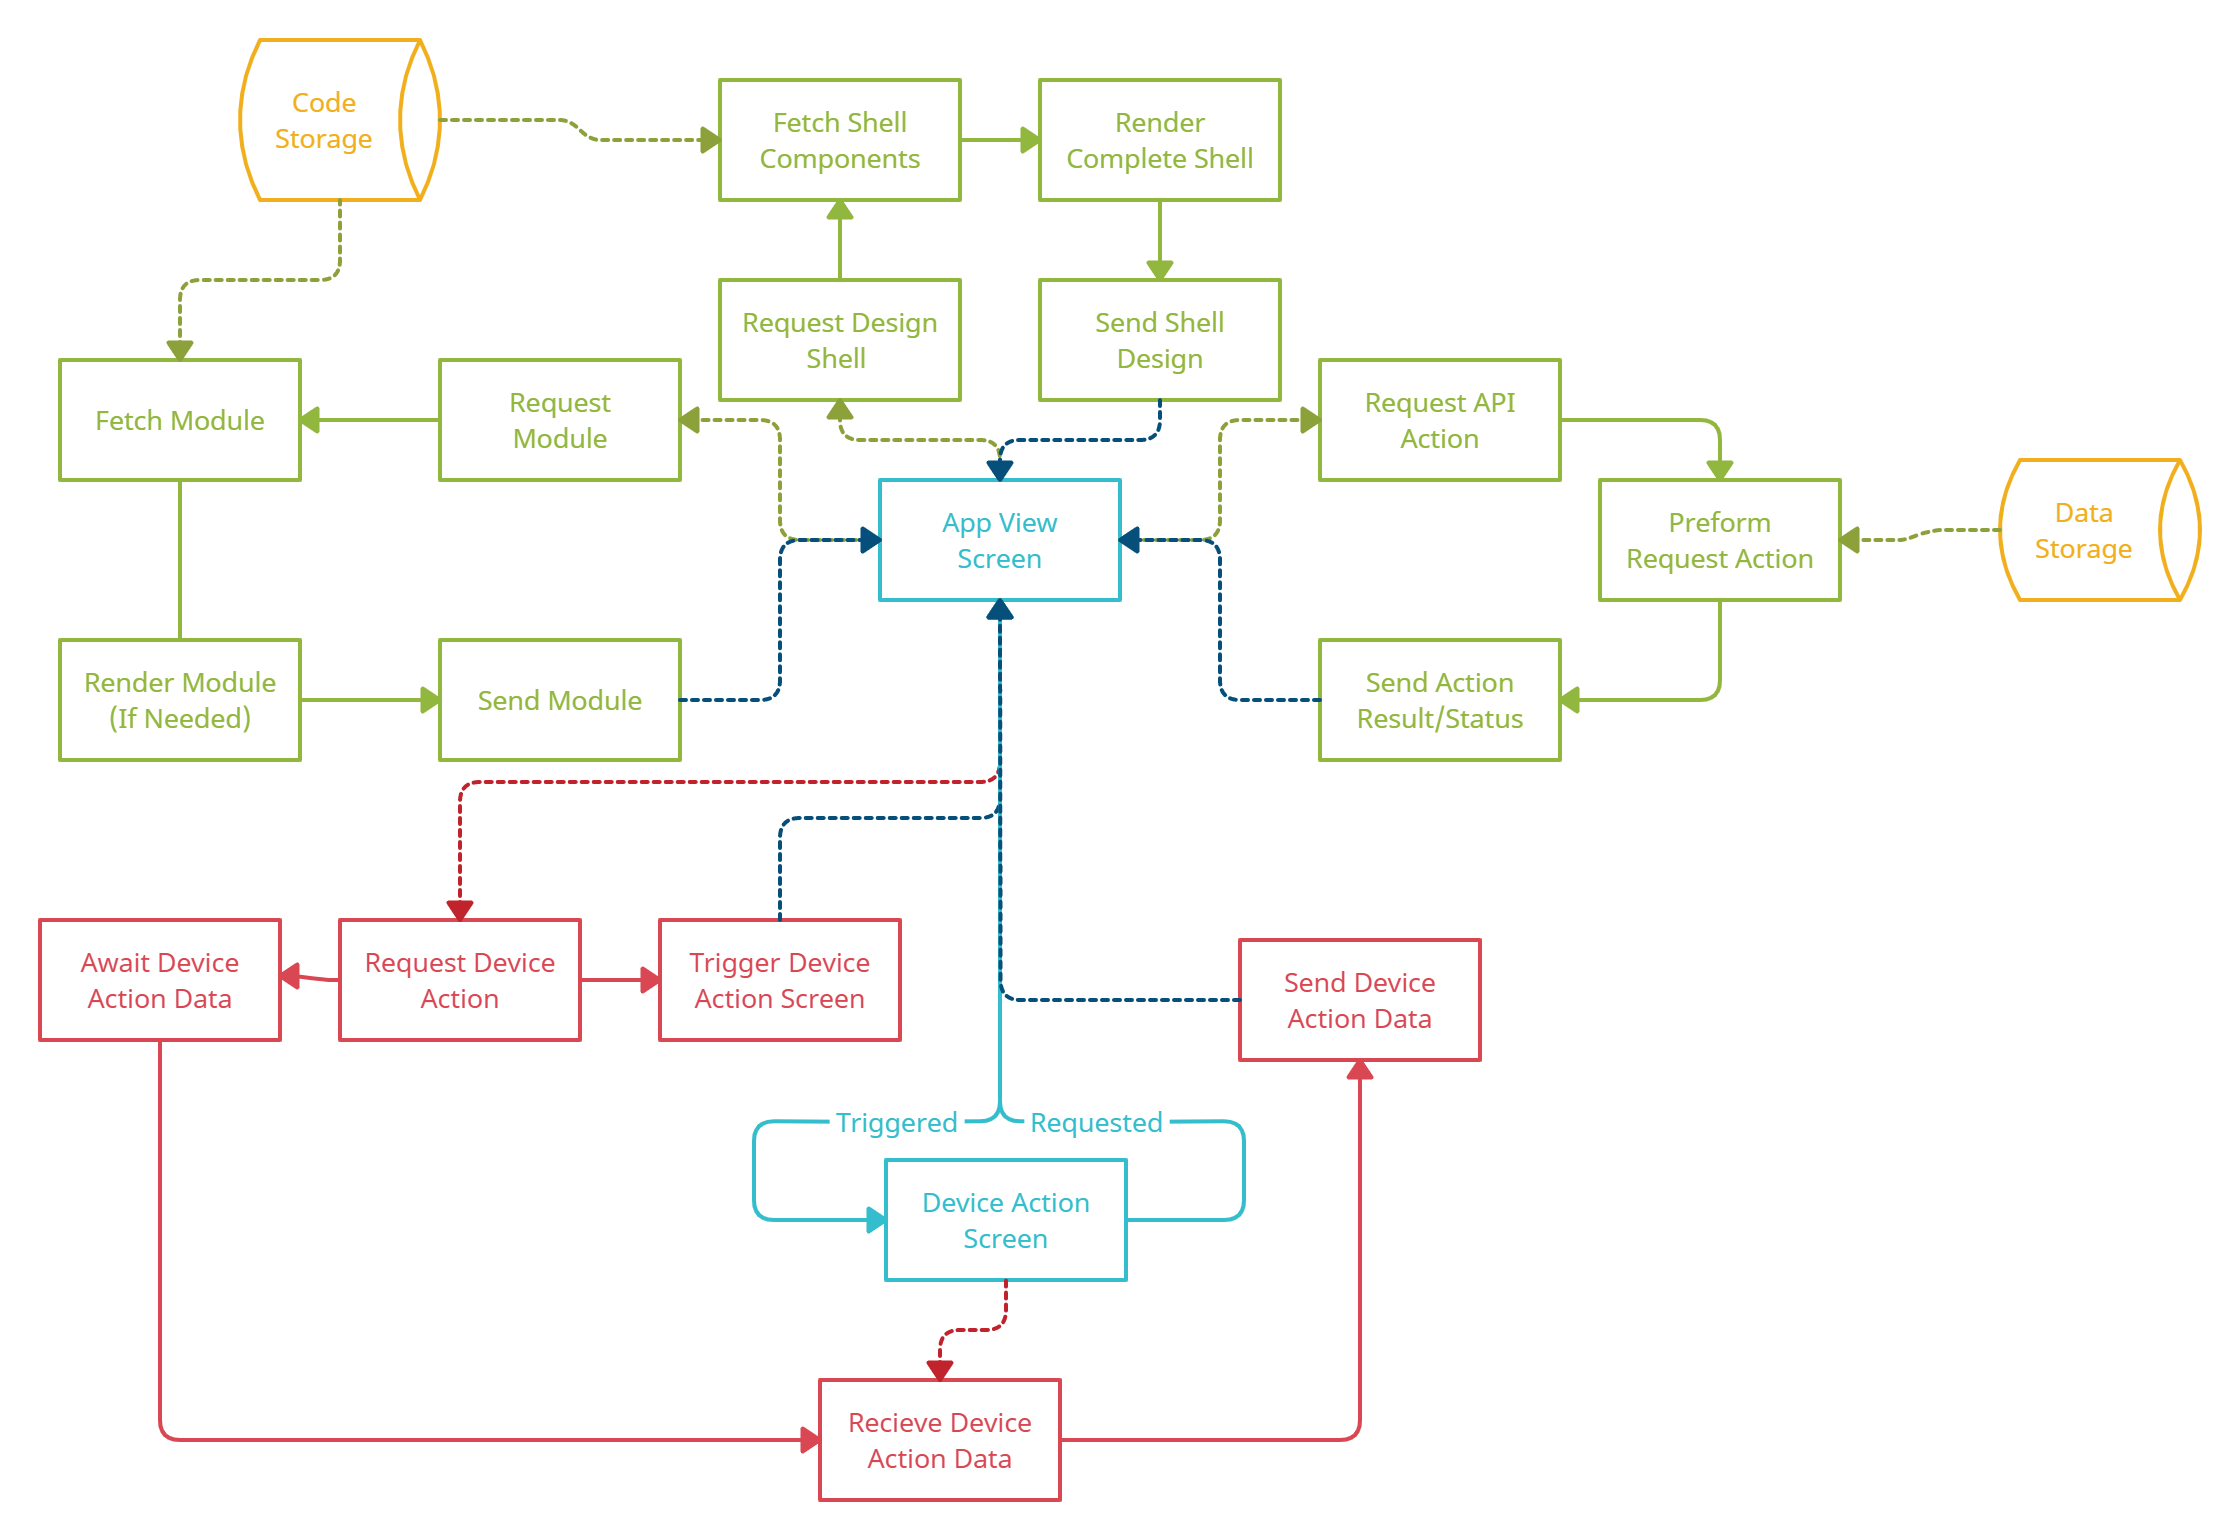 Code
Storage
Fetch Shell
Components
Render
Complete Shell
Request Design
Shell
Send Shell
Design
Fetch Module
Request
Module
Request API
Action
App View
Screen
Preform
Request Action
Data
Storage
Render Module
(If Needed)
Send Module
Send Action
Result/Status
Await Device
Action Data
Request Device
Action
Trigger Device
Action Screen
Send Device
Action Data
Triggered
Requested
Device Action
Screen
Recieve Device
Action Data